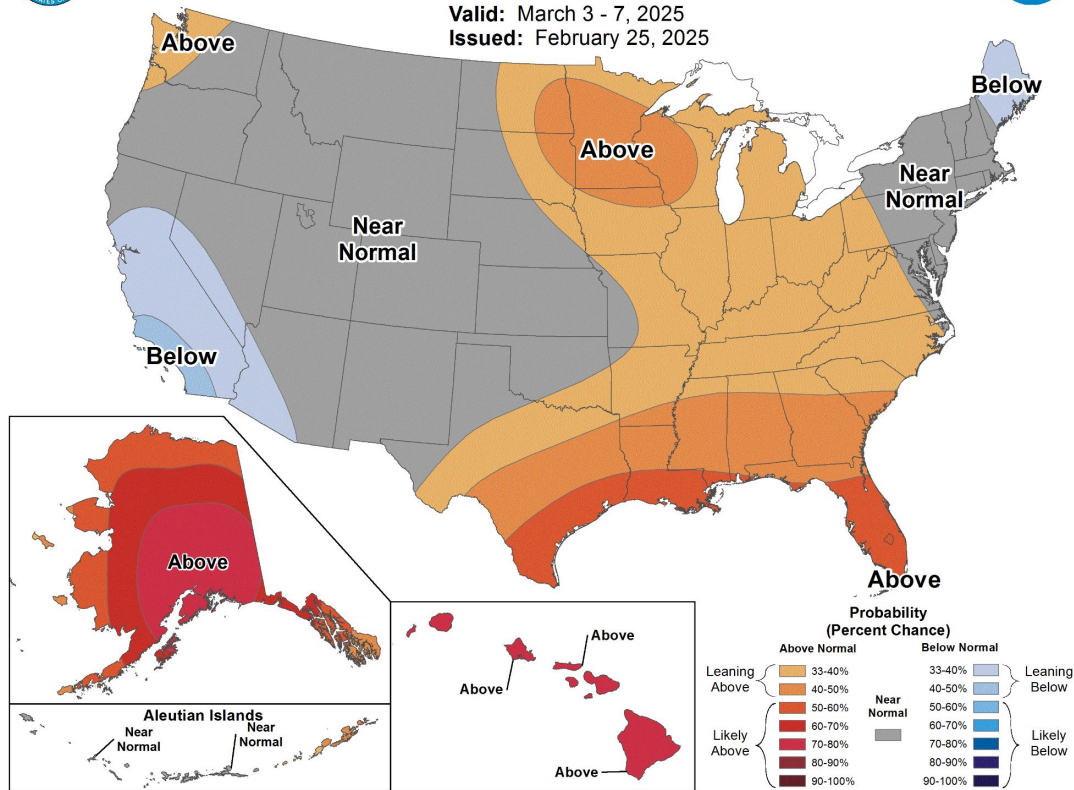 Valid: March 3 - 7, 2025
Issued: February 25, 2025
Above
Below
Above
Near
Normal
Near
Normal
Below
Above
Above
Aleutian Islands
Near
Normal
Near
Normal
Above
Above
Above
Probability
(Percent Chance)
Above Normal
Below Normal
Leaning
Above
33-40%
40-50%
Likely
Above
50-60%
60-70%
70-80%
80-90%
90-100%
Near
Normal
33-40%
40-50%
Leaning
Below
50-60%
60-70%
70-80%
80-90%
90-100%
Likely
Below